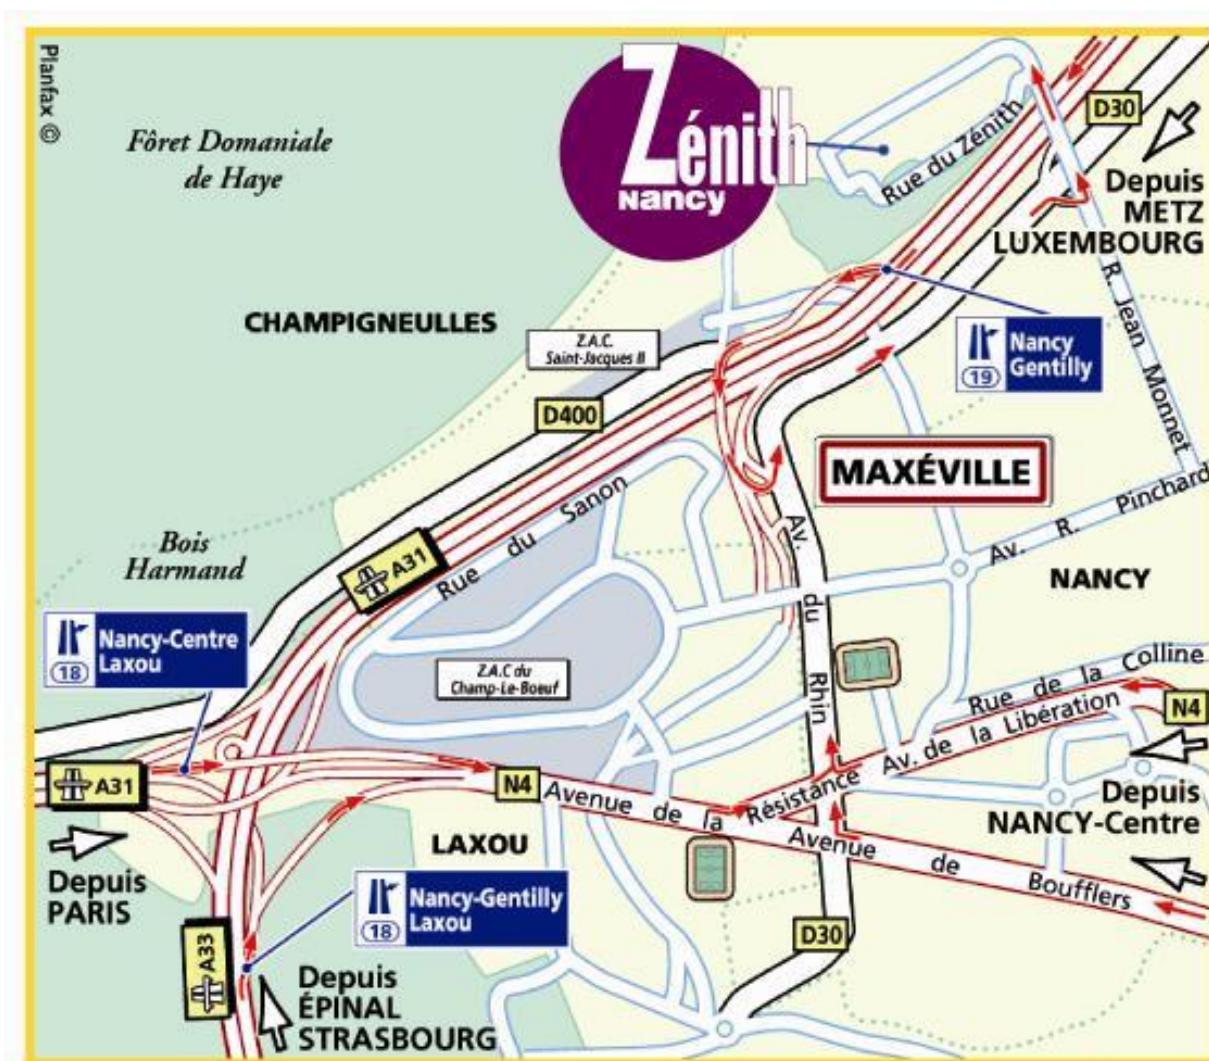 Planfax ©
Fôret Domaniale
de Haye
Zénith
Nancy
Rue du Zénith
D30
Depuis
METZ
LUXEMBOURG
R. Jean Monnet
CHAMPIGNEULLES
Z.A.C.
Saint-Jacques II
Nancy
Gentilly
19
D400
MAXÉVILLE
Av. R. Pinchard
Rue du Sanon
Bois
Harmand
A31
NANCY
Av. du Rhin
Nancy-Centre
Laxou
18
Z.A.C du
Champ-Le-Boeuf
Rue de la Colline
N4
Av. de la Libération
A31
N4
Avenue de la Résistance
Depuis
NANCY-Centre
Depuis
PARIS
LAXOU
Avenue de Boufflers
Nancy-Gentilly
Laxou
18
A33
D30
Depuis
ÉPINAL
STRASBOURG